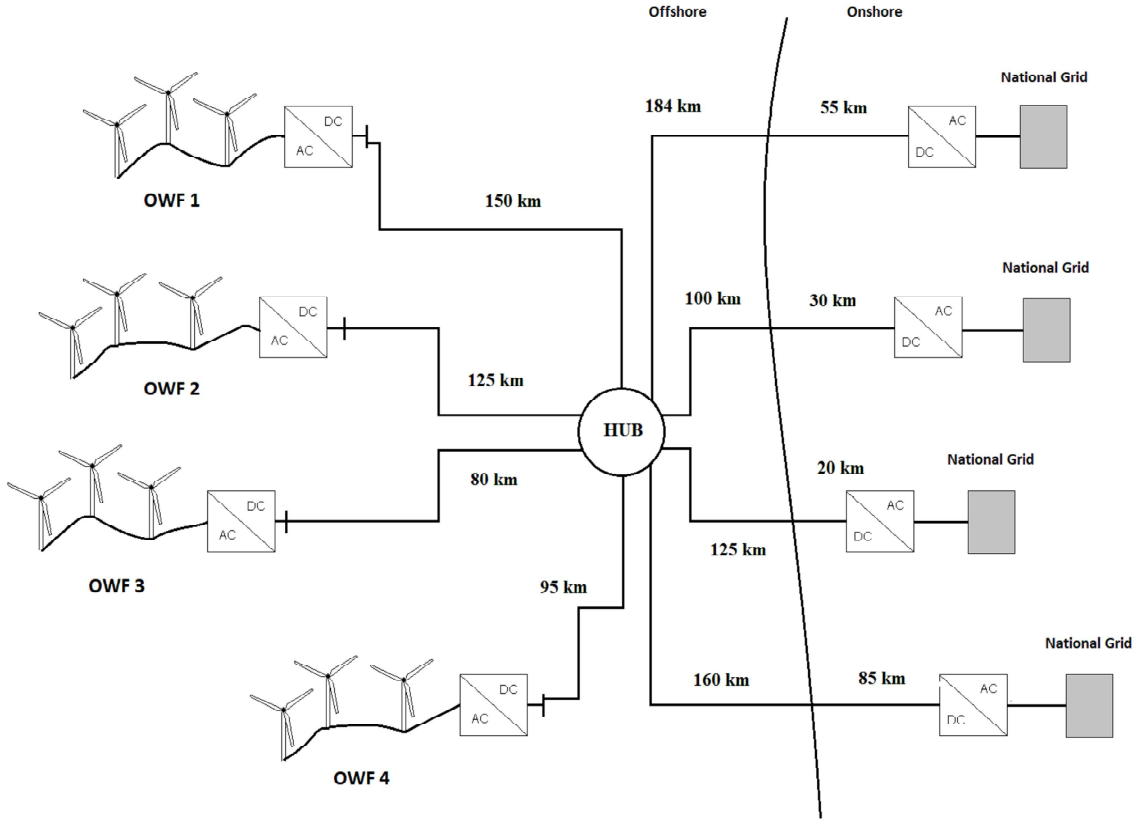 Offshore
Onshore
National Grid
184 km
55 km
DC
AC
AC
DC
OWF 1
150 km
National Grid
100 km
30 km
DC
AC
AC
DC
OWF 2
125 km
HUB
80 km
20 km
National Grid
DC
AC
AC
DC
OWF 3
125 km
95 km
National Grid
160 km
85 km
DC
AC
AC
DC
OWF 4